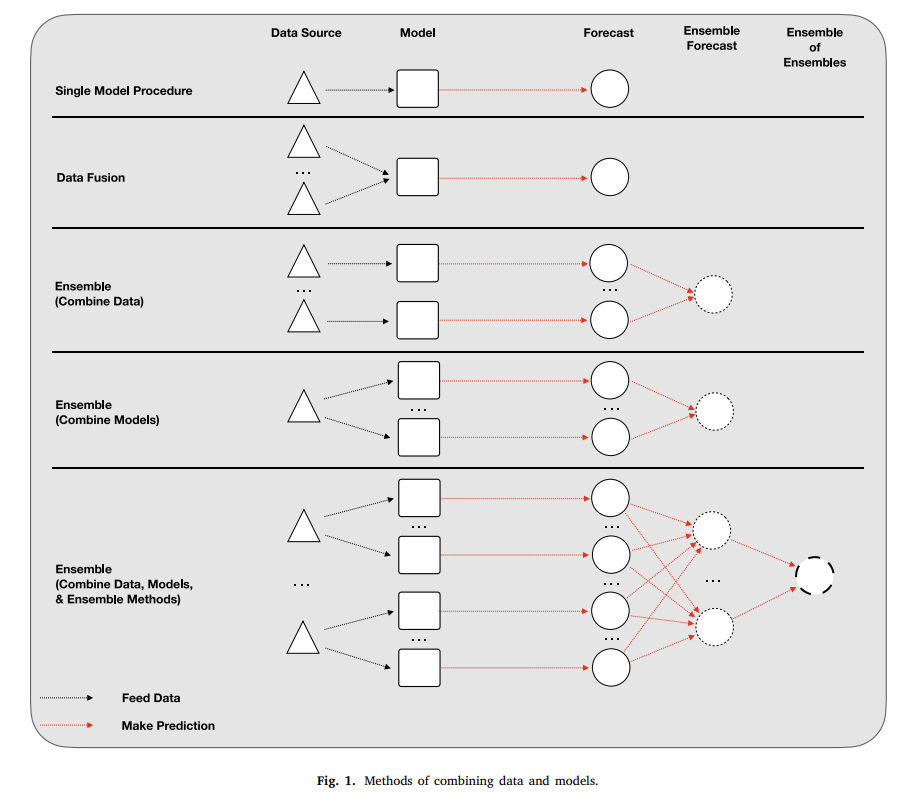 Data Source
Model
Forecast
Ensemble
Forecast
Ensemble
of
Ensembles
Single Model Procedure
...
Data Fusion
Ensemble
(Combine Data)
...
...
Ensemble
(Combine Models)
...
...
Ensemble
(Combine Data, Models,
& Ensemble Methods)
...
...
...
...
...
...
...
Feed Data
Make Prediction
Fig. 1. Methods of combining data and models.